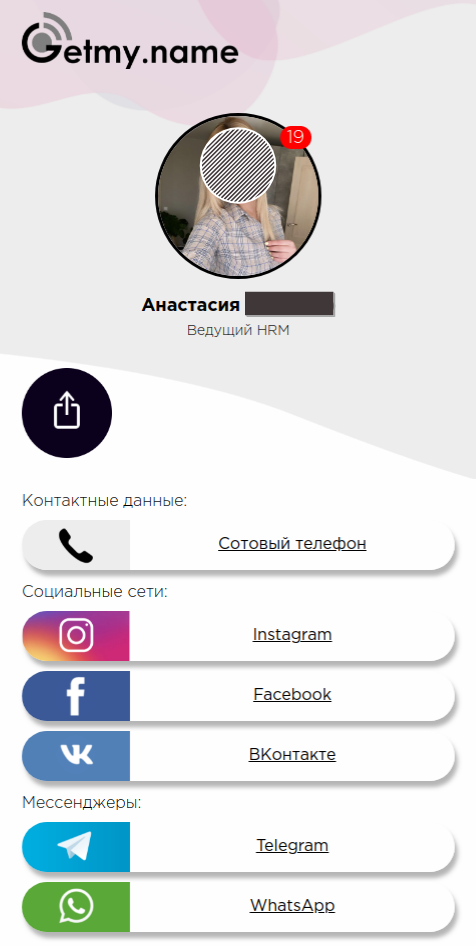 Getmy.name
19
Анастасия
Ведущий HRM
Контактные данные:
Сотовый телефон
Социальные сети:
Instagram
Facebook
ВКонтакте
Мессенджеры:
Telegram
WhatsApp